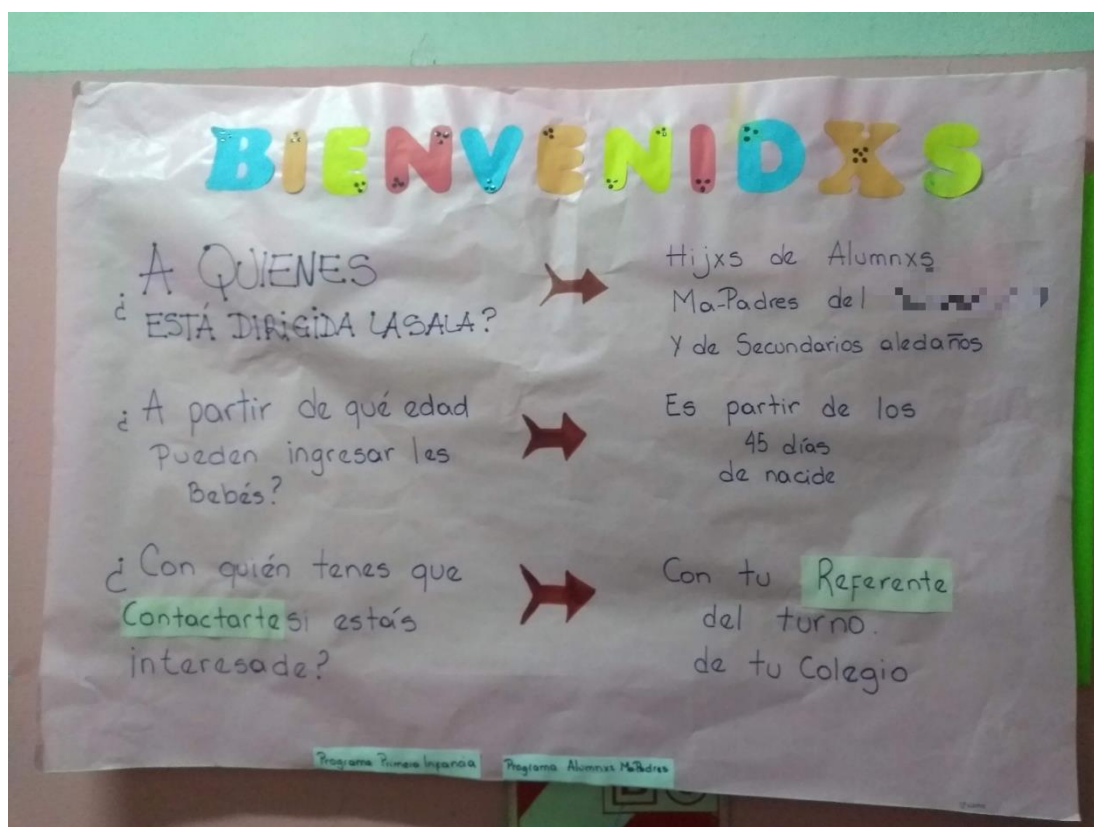 BIENVENIDXS
¿A QUIENES
ESTÁ DIRIGIDA LA SALA?
Hijxs de Alumnxs
Ma-Padres del
Y de Secundarios aledaños
¿A partir de qué edad
Pueden ingresar les
Bebés?
Es partir de los
45 días
de nacide
¿Con quién tenes que
Contactarte si estás
interesade?
Con tu Referente
del turno.
de tu Colegio
Programa Primera Infancia
Programa Alumnxs Ma-Padres